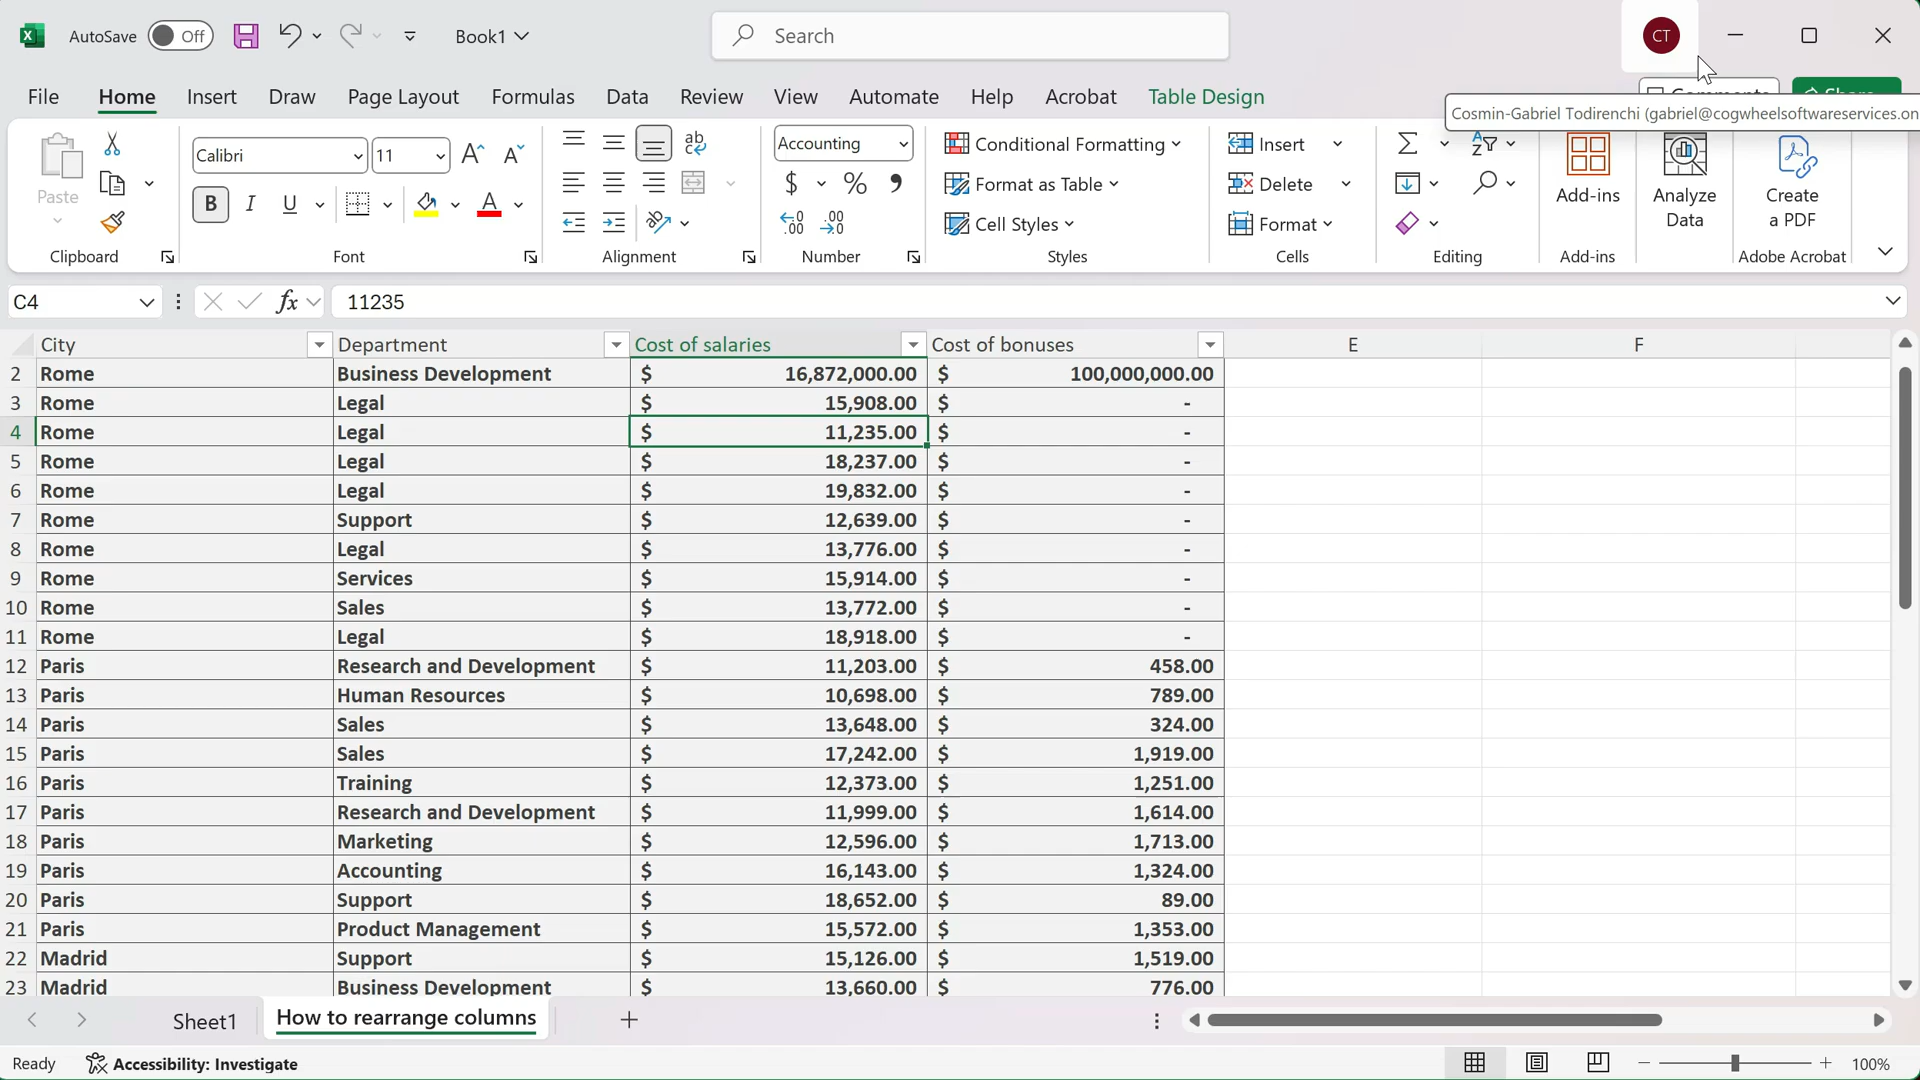 AutoSave Off Book1 Search CT
File Home Insert Draw Page Layout Formulas Data Review View Automate Help Acrobat Table Design
Cosmin-Gabriel Todirenchi (gabriel@cogwheelsoftwareservices.on
Paste
Calibri 11
B I U A
ab
Accounting
$ % 9
Conditional Formatting
Format as Table
Cell Styles
Insert
Delete
Format
Add-ins
Analyze
Data
Create
a PDF
Clipboard Font Alignment Number Styles Cells Editing Add-ins Adobe Acrobat
C4 fx 11235
City Department Cost of salaries Cost of bonuses E F
2 Rome Business Development $ 16,872,000.00 $ 100,000,000.00
3 Rome Legal $ 15,908.00 $ -
4 Rome Legal $ 11,235.00 $ -
5 Rome Legal $ 18,237.00 $ -
6 Rome Legal $ 19,832.00 $ -
7 Rome Support $ 12,639.00 $ -
8 Rome Legal $ 13,776.00 $ -
9 Rome Services $ 15,914.00 $ -
10 Rome Sales $ 13,772.00 $ -
11 Rome Legal $ 18,918.00 $ -
12 Paris Research and Development $ 11,203.00 $ 458.00
13 Paris Human Resources $ 10,698.00 $ 789.00
14 Paris Sales $ 13,648.00 $ 324.00
15 Paris Sales $ 17,242.00 $ 1,919.00
16 Paris Training $ 12,373.00 $ 1,251.00
17 Paris Research and Development $ 11,999.00 $ 1,614.00
18 Paris Marketing $ 12,596.00 $ 1,713.00
19 Paris Accounting $ 16,143.00 $ 1,324.00
20 Paris Support $ 18,652.00 $ 89.00
21 Paris Product Management $ 15,572.00 $ 1,353.00
22 Madrid Support $ 15,126.00 $ 1,519.00
23 Madrid Business Development $ 13,660.00 $ 776.00
Sheet1 How to rearrange columns
Ready Accessibility: Investigate 100%